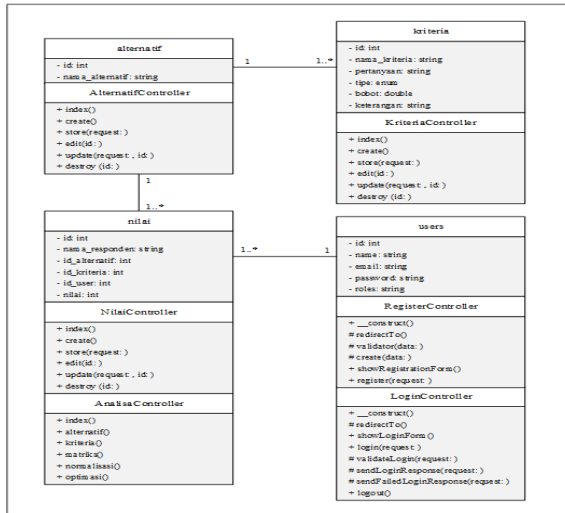 alternatif
- id: int
- nama_alternatif: string
AlternatifController
+ index()
+ create()
+ store(request: )
+ edit(id: )
+ update(request: , id: )
+ destroy (id: )
1
1..*
kriteria
- id: int
- nama_kriteria: string
- pertanyaan: string
- tipe: enum
- bobot: double
- keterangan: string
KriteriaController
+ index()
+ create()
+ store(request: )
+ edit(id: )
+ update(request: , id: )
+ destroy (id: )
1
1..*
nilai
- id: int
- nama_responden: string
- id_alternatif: int
- id_kriteria: int
- id_user: int
- nilai: int
NilaiController
+ index()
+ create()
+ store(request: )
+ edit(id: )
+ update(request: , id: )
+ destroy (id: )
AnalisaController
+ index()
+ alternatif()
+ kriteria()
+ matriks()
+ normalisasi()
+ optimasi()
1..*
1
users
- id: int
- name: string
- email: string
- password: string
- roles: string
RegisterController
+ __construct()
# redirectTo()
# validator(data: )
# create(data: )
+ showRegistrationForm()
+ register(request: )
LoginController
+ __construct()
# redirectTo()
+ showLoginForm()
+ login(request: )
# validateLogin(request: )
# sendLoginResponse(request: )
# sendFailedLoginResponse(request: )
+ logout()